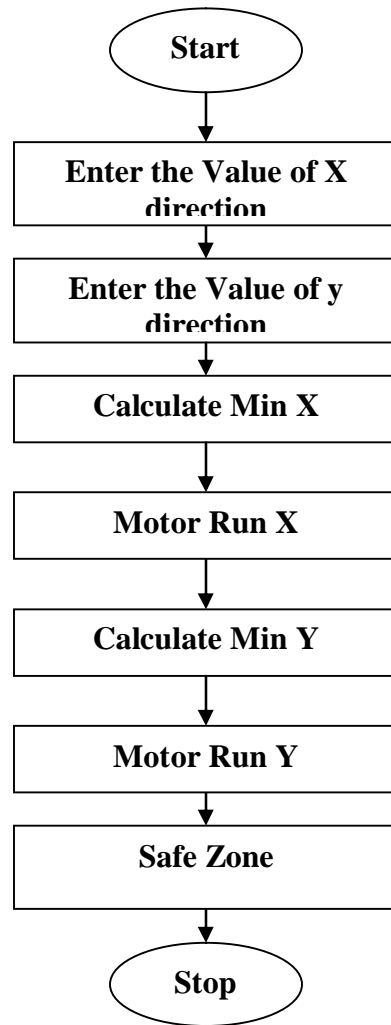 Start
Enter the Value of X
direction
Enter the Value of y
direction
Calculate Min X
Motor Run X
Calculate Min Y
Motor Run Y
Safe Zone
Stop